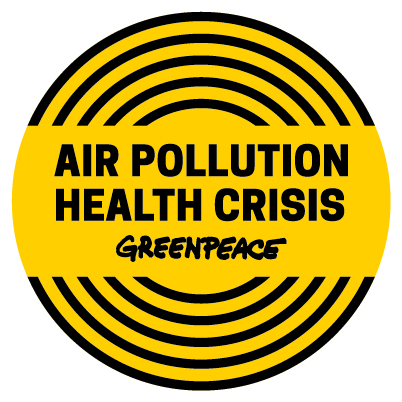 AIR POLLUTION
HEALTH CRISIS
GREENPEACE